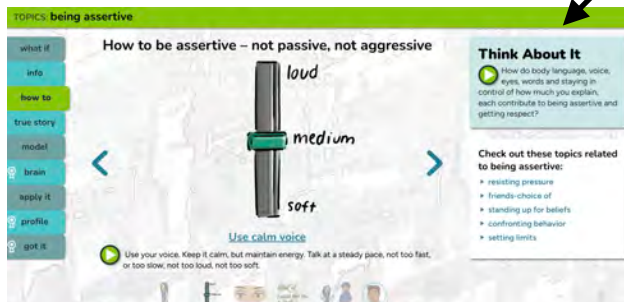 TOPICS: being assertive
what if
info
how to
true story
model
brain
apply it
profile
got it
How to be assertive – not passive, not aggressive
loud
medium
soft
Use calm voice
Use your voice. Keep it calm, but maintain energy. Talk at a steady pace, not too fast,
or too slow, not too loud, not too soft.
Think About It
How do body language, voice,
eyes, words and staying in
control of how much you explain,
each contribute to being assertive and
getting respect?
Check out these topics related
to being assertive:
resisting pressure
friends-choice of
standing up for beliefs
confronting behavior
setting limits